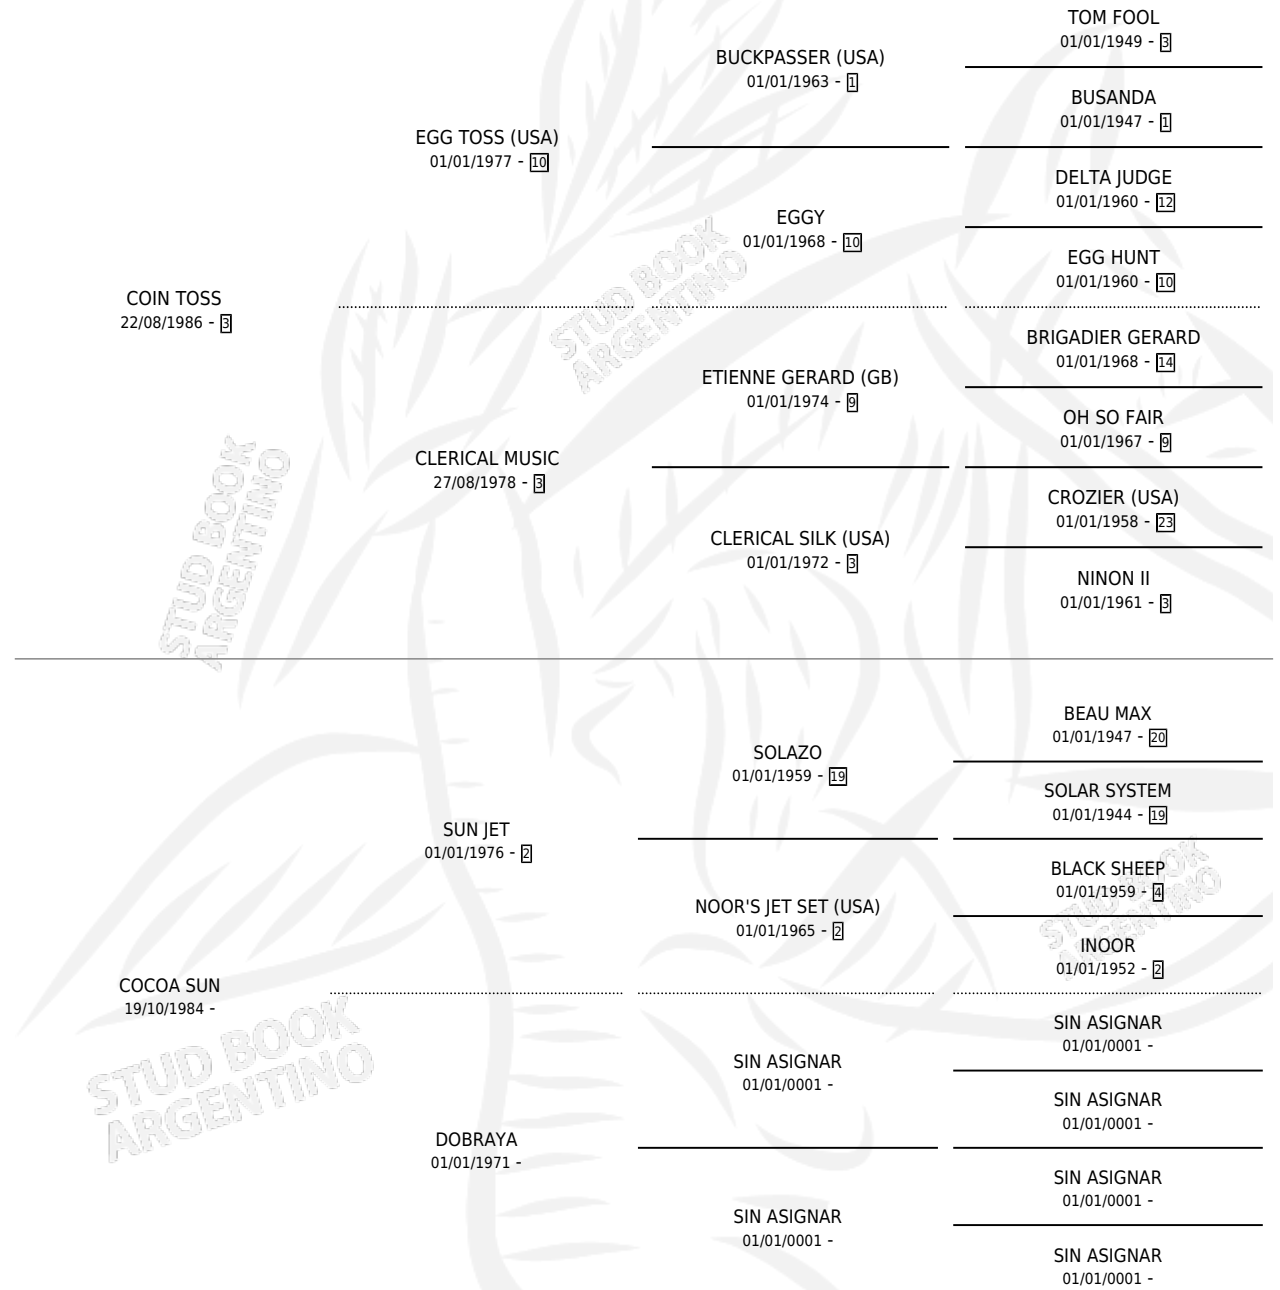 TOM FOOL
01/01/1949 - 3
BUCKPASSER (USA)
01/01/1963 - 1
BUSANDA
01/01/1947 - 1
EGG TOSS (USA)
01/01/1977 - 10
DELTA JUDGE
01/01/1960 - 12
EGGY
01/01/1968 - 10
EGG HUNT
01/01/1960 - 10
COIN TOSS
22/08/1986 - 3
BRIGADIER GERARD
01/01/1968 - 14
ETIENNE GERARD (GB)
01/01/1974 - 9
OH SO FAIR
01/01/1967 - 9
CLERICAL MUSIC
27/08/1978 - 3
CROZIER (USA)
01/01/1958 - 23
CLERICAL SILK (USA)
01/01/1972 - 3
NINON II
01/01/1961 - 3
BEAU MAX
01/01/1947 - 20
SOLAZO
01/01/1959 - 19
SOLAR SYSTEM
01/01/1944 - 19
SUN JET
01/01/1976 - 2
BLACK SHEEP
01/01/1959 - 4
NOOR'S JET SET (USA)
01/01/1965 - 2
INOOR
01/01/1952 - 2
COCOA SUN
19/10/1984 -
SIN ASIGNAR
01/01/0001 -
SIN ASIGNAR
01/01/0001 -
SIN ASIGNAR
01/01/0001 -
DOBRAYA
01/01/1971 -
SIN ASIGNAR
01/01/0001 -
SIN ASIGNAR
01/01/0001 -
SIN ASIGNAR
01/01/0001 -
STUD BOOK
ARGENTINO
STUD BOOK
ARGENTINO
STUD BOOK
ARGENTINO
STUD BOOK
ARGENTINO